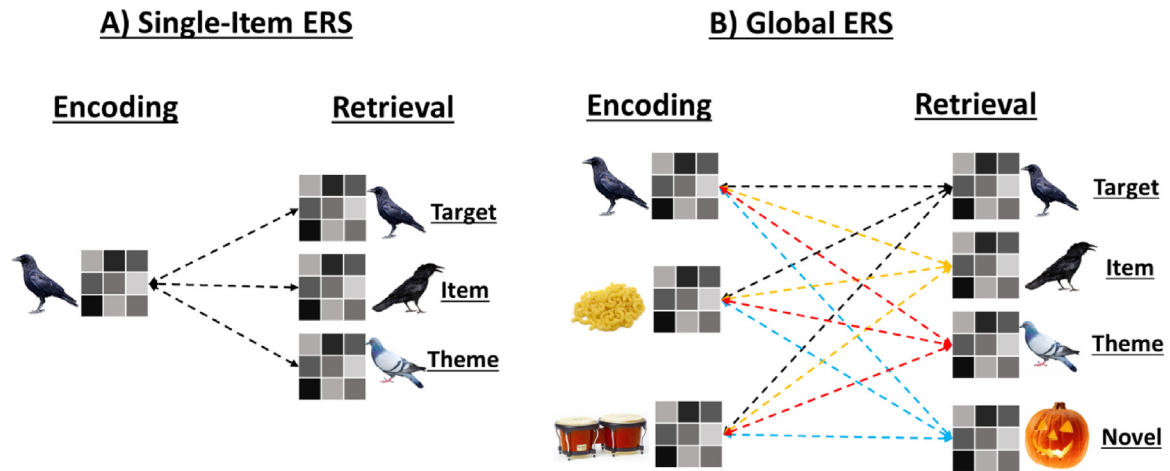 A) Single-Item ERS
B) Global ERS
Encoding
Retrieval
Encoding
Retrieval
Target
Item
Theme
Target
Item
Theme
Novel